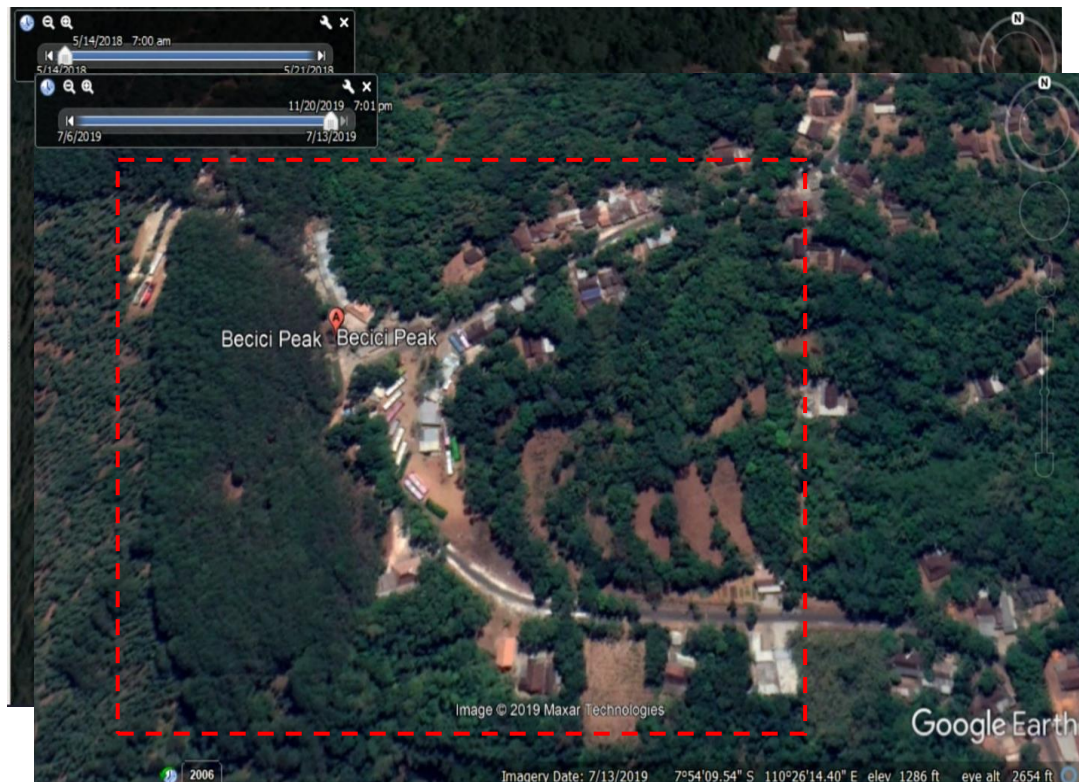 5/14/2018 7:00 am
5/14/2018 5/21/2018
N
11/20/2019 7:01 pm
7/6/2019 7/13/2019
N
A
Becici Peak Becici Peak
Image © 2019 Maxar Technologies
Google Earth
2006
Imagery Date: 7/13/2019 7°54'09.54" S 110°26'14.40" E elev 1286 ft eye alt 2654 ft